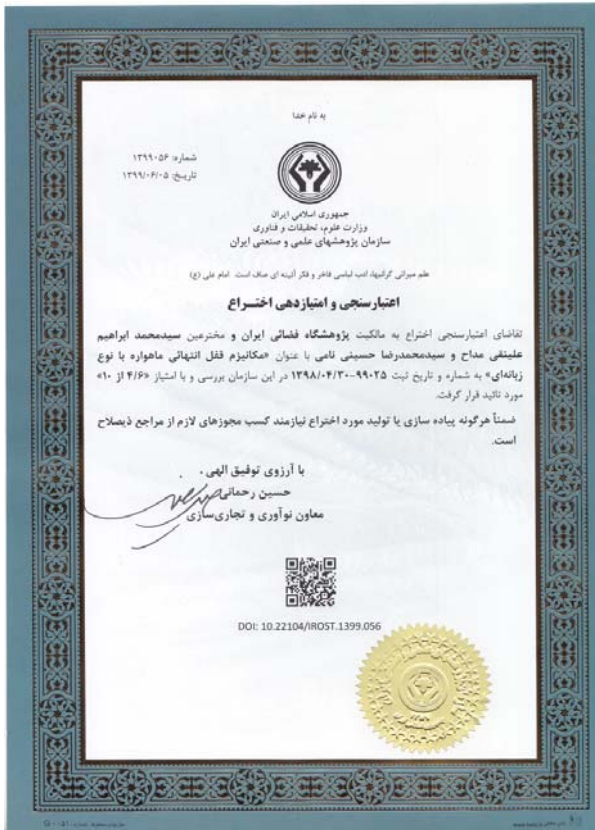 به نام خدا
شماره: ۱۳۹۹۰۵۶
تاریخ: ۱۳۹۹/۰۶/۰۵
جمهوری اسلامی ایران
وزارت علوم، تحقیقات و فناوری
سازمان پژوهشهای علمی و صنعتی ایران
علم میراثی گرانبها، ادب لباسی فاخر و فکر آئینه ای صاف است. امام علی (ع)
اعتبارسنجی و امتیازدهی اختراع
تقاضای اعتبارسنجی اختراع به مالکیت پژوهشگاه فضائی ایران و مخترعین سیدمحمد ابراهیم
علینقی مداح و سیدمحمدرضا حسینی نامی با عنوان «مکانیزم قفل انتهائی ماهواره با نوع
زبانه‌ای» به شماره و تاریخ ثبت ۹۹۰۲۵-۱۳۹۸/۰۴/۳۰ در این سازمان بررسی و با امتیاز «۴/۶ از ۱۰»
مورد تائید قرار گرفت.
ضمناً هرگونه پیاده سازی یا تولید مورد اختراع نیازمند کسب مجوزهای لازم از مراجع ذیصلاح
است.
با آرزوی توفیق الهی .
حسین رحمانی
معاون نوآوری و تجاری‌سازی
DOI: 10.22104/IROST.1399.056